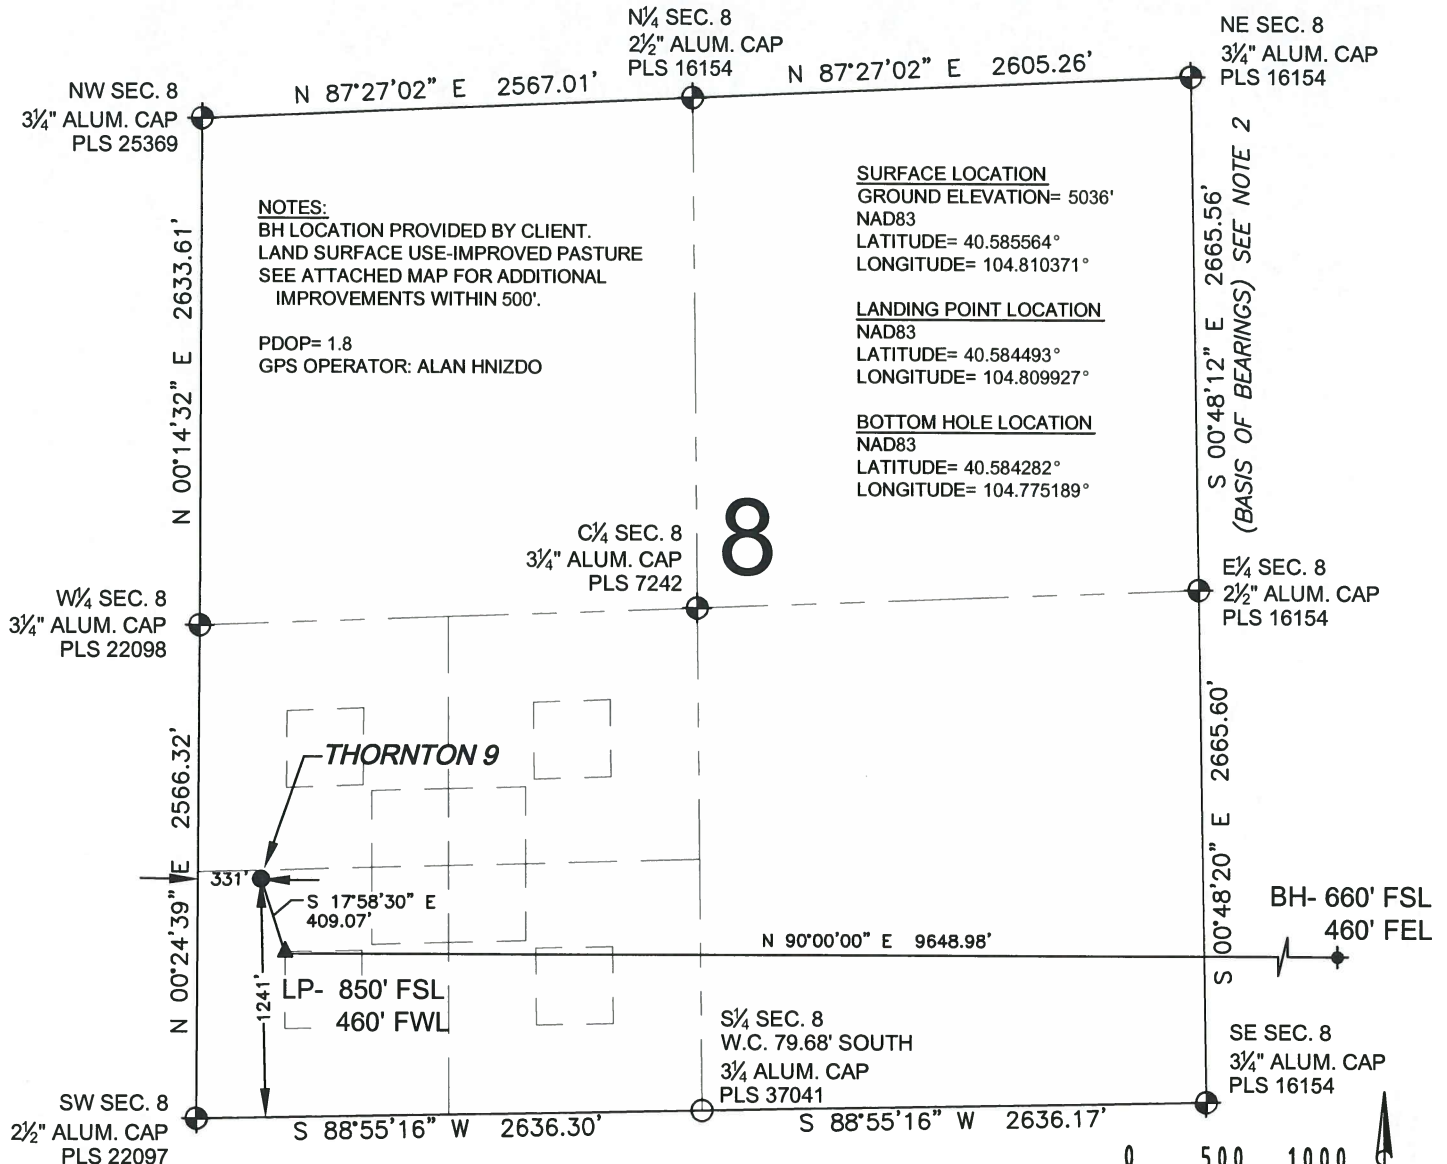 N¼ SEC. 8
2½" ALUM. CAP
PLS 16154
NE SEC. 8
3¼" ALUM. CAP
PLS 16154
NW SEC. 8
3¼" ALUM. CAP
PLS 25369
N 87°27'02" E 2567.01'
N 87°27'02" E 2605.26'
NOTES:
BH LOCATION PROVIDED BY CLIENT.
LAND SURFACE USE-IMPROVED PASTURE
SEE ATTACHED MAP FOR ADDITIONAL
IMPROVEMENTS WITHIN 500'.
PDOP= 1.8
GPS OPERATOR: ALAN HNIZDO
SURFACE LOCATION
GROUND ELEVATION= 5036'
NAD83
LATITUDE= 40.585564°
LONGITUDE= 104.810371°
LANDING POINT LOCATION
NAD83
LATITUDE= 40.584493°
LONGITUDE= 104.809927°
BOTTOM HOLE LOCATION
NAD83
LATITUDE= 40.584282°
LONGITUDE= 104.775189°
N 00°14'32" E 2633.61'
S 00°48'12" E 2665.56'
(BASIS OF BEARINGS) SEE NOTE 2
8
C¼ SEC. 8
3¼" ALUM. CAP
PLS 7242
W¼ SEC. 8
3¼" ALUM. CAP
PLS 22098
E¼ SEC. 8
2½" ALUM. CAP
PLS 16154
THORNTON 9
N 00°24'39" E 2566.32'
S 00°48'20" E 2665.60'
331'
S 17°58'30" E
409.07'
1241'
LP- 850' FSL
460' FWL
N 90°00'00" E 9648.98'
BH- 660' FSL
460' FEL
S¼ SEC. 8
W.C. 79.68' SOUTH
3¼ ALUM. CAP
PLS 37041
SE SEC. 8
3¼" ALUM. CAP
PLS 16154
SW SEC. 8
2½" ALUM. CAP
PLS 22097
S 88°55'16" W 2636.30'
S 88°55'16" W 2636.17'
0 500 1000